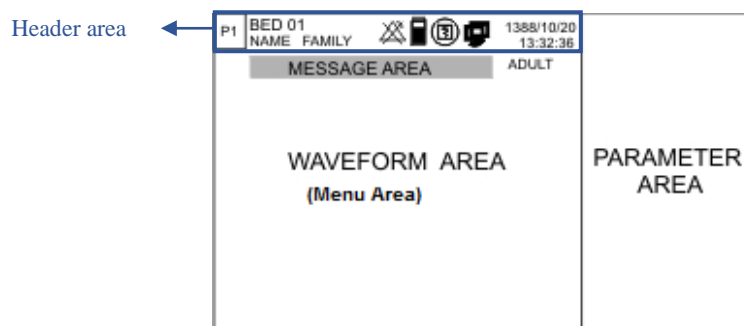 Header area
P1
BED 01
NAME FAMILY
1388/10/20
13:32:36
MESSAGE AREA
ADULT
WAVEFORM AREA
(Menu Area)
PARAMETER
AREA